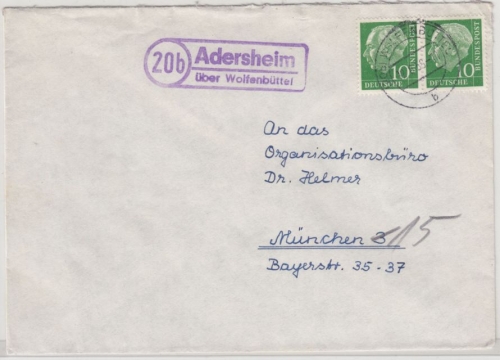 20b
Adersheim
über Wolfenbüttel
10
DEUTSCHE
BUNDESPOST
10
DEUTSCHE
BUNDESPOST
b
An das
Organisationsbüro
Dr. Helmer
München 15
Bayerstr. 35-37